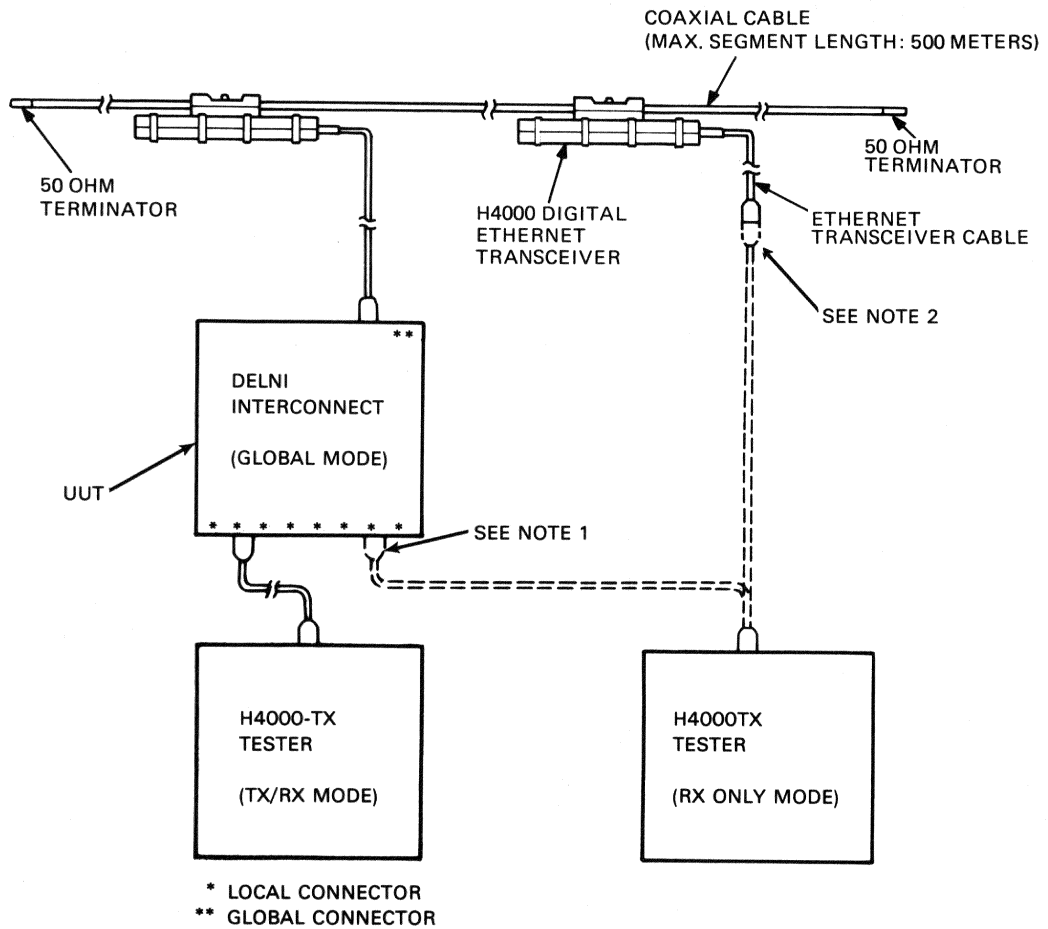 COAXIAL CABLE
(MAX. SEGMENT LENGTH: 500 METERS)
50 OHM
TERMINATOR
50 OHM
TERMINATOR
H4000 DIGITAL
ETHERNET
TRANSCEIVER
ETHERNET
TRANSCEIVER CABLE
SEE NOTE 2
**
DELNI
INTERCONNECT
(GLOBAL MODE)
UUT
* * * * * * * *
SEE NOTE 1
H4000-TX
TESTER
(TX/RX MODE)
H4000TX
TESTER
(RX ONLY MODE)
* LOCAL CONNECTOR
** GLOBAL CONNECTOR